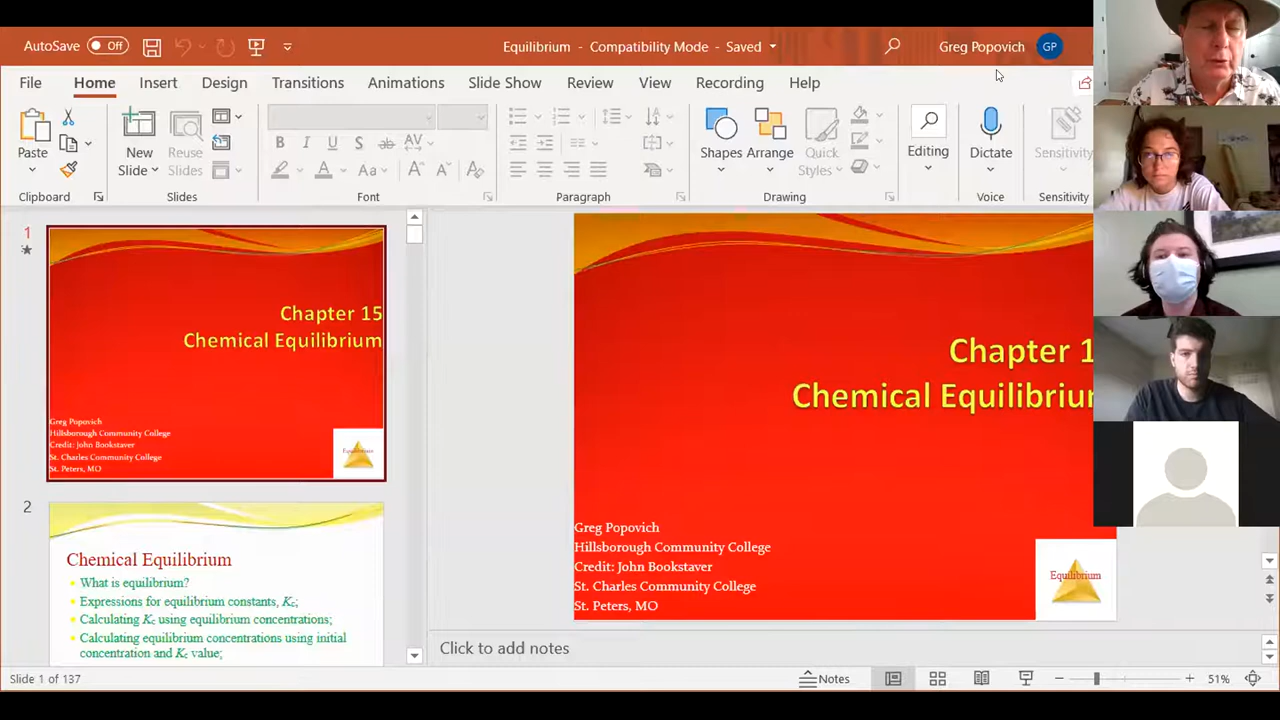 AutoSave Off
Equilibrium - Compatibility Mode - Saved
Greg Popovich GP
File Home Insert Design Transitions Animations Slide Show Review View Recording Help
Paste
New Slide
Reuse Slides
B I U S ab AV
A Aa A A
Shapes
Arrange
Quick Styles
Editing
Dictate
Sensitivity
Clipboard Slides Font Paragraph Drawing Voice Sensitivity
1
Chapter 15
Chemical Equilibrium
Greg Popovich
Hillsborough Community College
Credit: John Bookstaver
St. Charles Community College
St. Peters, MO
Equilibrium
2
Chemical Equilibrium
What is equilibrium?
Expressions for equilibrium constants, Kc;
Calculating Kc using equilibrium concentrations;
Calculating equilibrium concentrations using initial
concentration and Kc value;
Chapter 1
Chemical Equilibriu
Greg Popovich
Hillsborough Community College
Credit: John Bookstaver
St. Charles Community College
St. Peters, MO
Equilibrium
Click to add notes
Slide 1 of 137
Notes
51%